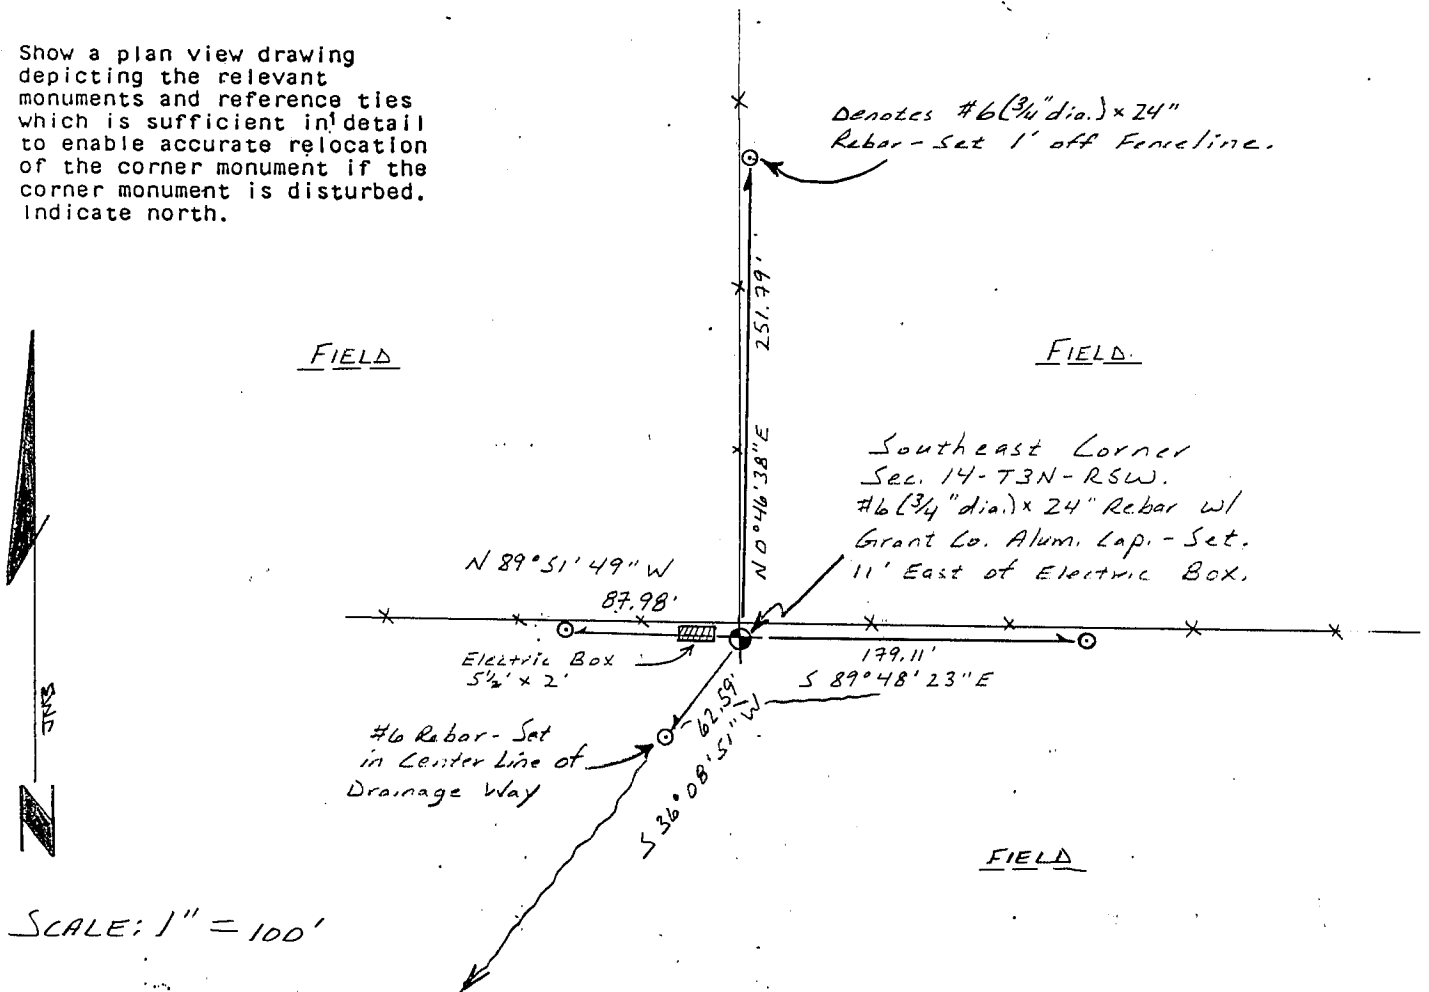 Show a plan view drawing
depicting the relevant
monuments and reference ties
which is sufficient in detail
to enable accurate relocation
of the corner monument if the
corner monument is disturbed.
Indicate north.
Denotes #6(3/4"dia.)x24"
Rebar-Set 1' off Fenceline.
251.79'
N 0°46'38"E
FIELD
FIELD.
Southeast Corner
Sec. 14-T3N-R5W.
#6(3/4"dia.)x24" Rebar w/
Grant Co. Alum. Cap.-Set.
11' East of Electric Box.
N 89°51'49"W
87.98'
Electric Box
5½' x 2'
179.11'
S 89°48'23"E
62.59'
S 36°08'51"W
#6 Rebar-Set
in Center Line of
Drainage Way
FIELD
N
SCALE: 1" = 100'